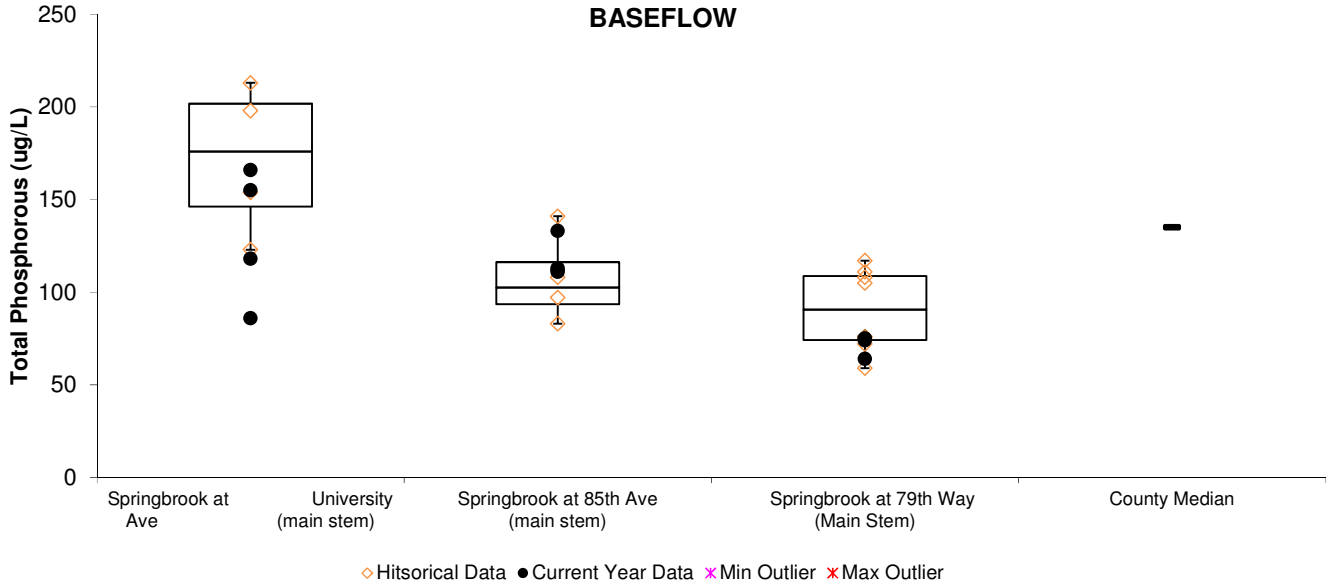 BASEFLOW
Total Phosphorous (ug/L)
250
200
150
100
50
0
Springbrook at University
Ave (main stem)
Springbrook at 85th Ave
(main stem)
Springbrook at 79th Way
(Main Stem)
County Median
Hitsorical Data Current Year Data Min Outlier Max Outlier